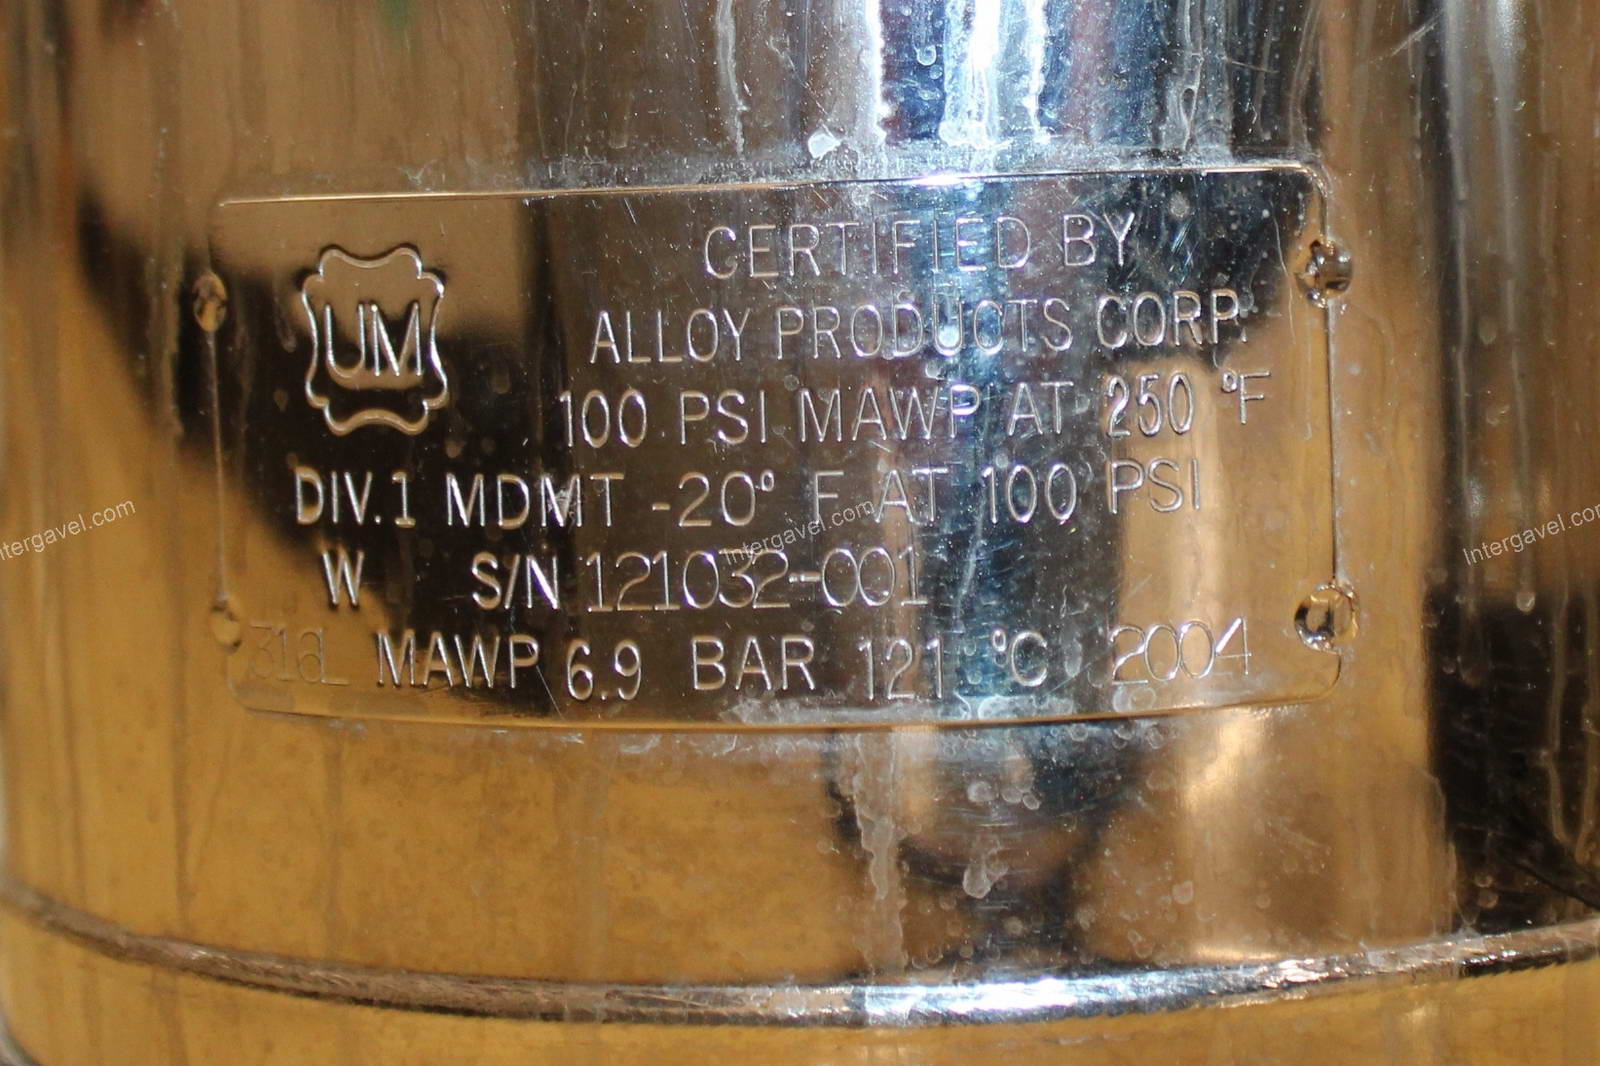 CERTIFIED BY
UM
ALLOY PRODUCTS CORP.
100 PSI MAWP AT 250 °F
DIV.1 MDMT -20° F AT 100 PSI
W S/N 121032-001
316L MAWP 6.9 BAR 121 °C 2004
Intergavel.com
Intergavel.com
Intergavel.com